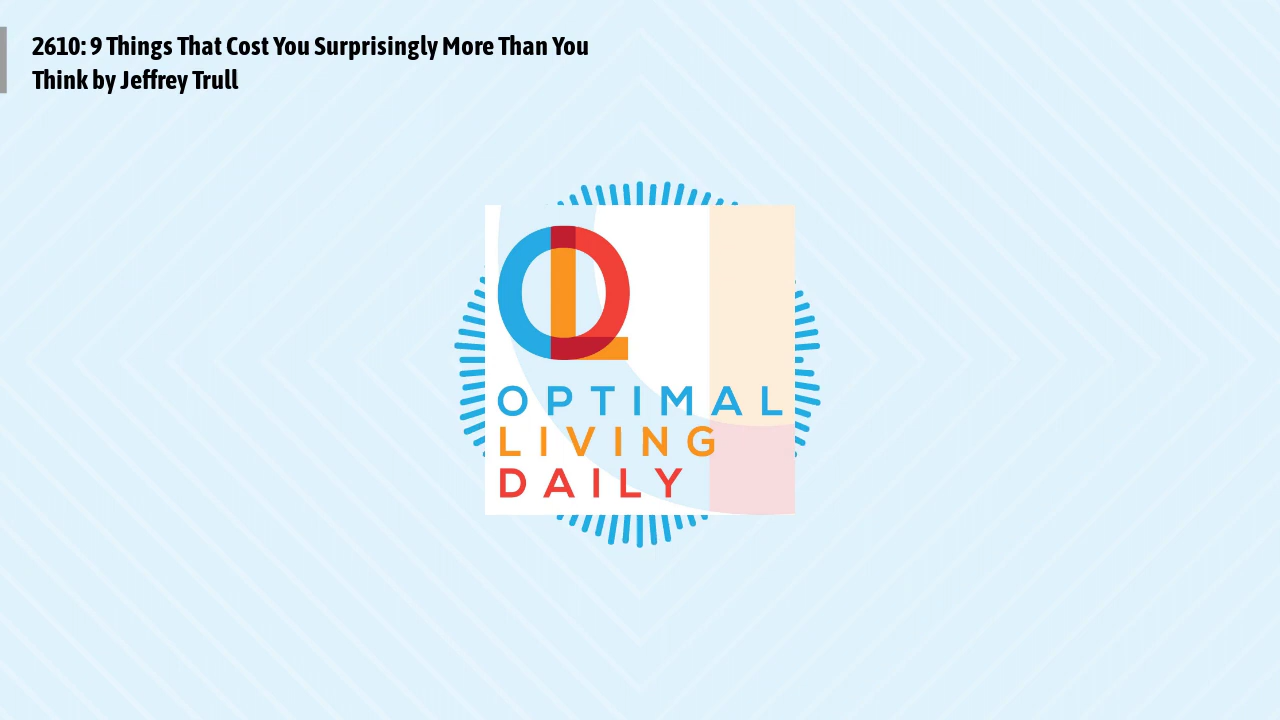 2610: 9 Things That Cost You Surprisingly More Than You
Think by Jeffrey Trull
OL
OPTIMAL
LIVING
DAILY